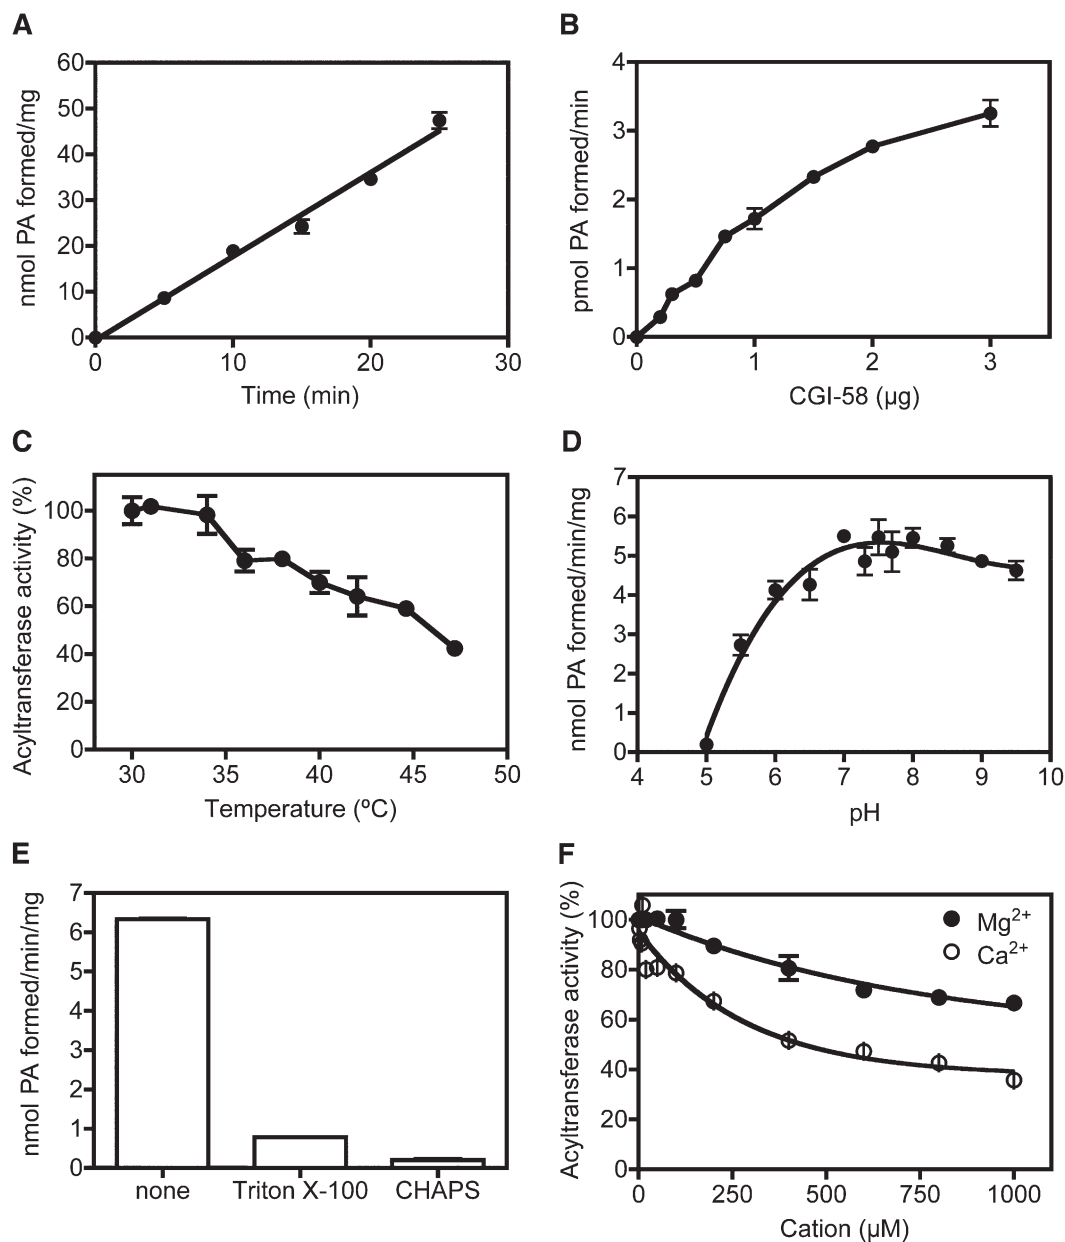 A
nmol PA formed/mg
60
50
40
30
20
10
0
0 10 20 30
Time (min)
B
pmol PA formed/min
4
3
2
1
0
0 1 2 3
CGI-58 (µg)
C
Acyltransferase activity (%)
100
80
60
40
20
0
30 35 40 45 50
Temperature (ºC)
D
nmol PA formed/min/mg
7
6
5
4
3
2
1
0
4 5 6 7 8 9 10
pH
E
nmol PA formed/min/mg
7
6
5
4
3
2
1
0
none Triton X-100 CHAPS
F
Acyltransferase activity (%)
100
80
60
40
20
0
Mg²⁺
Ca²⁺
0 250 500 750 1000
Cation (µM)